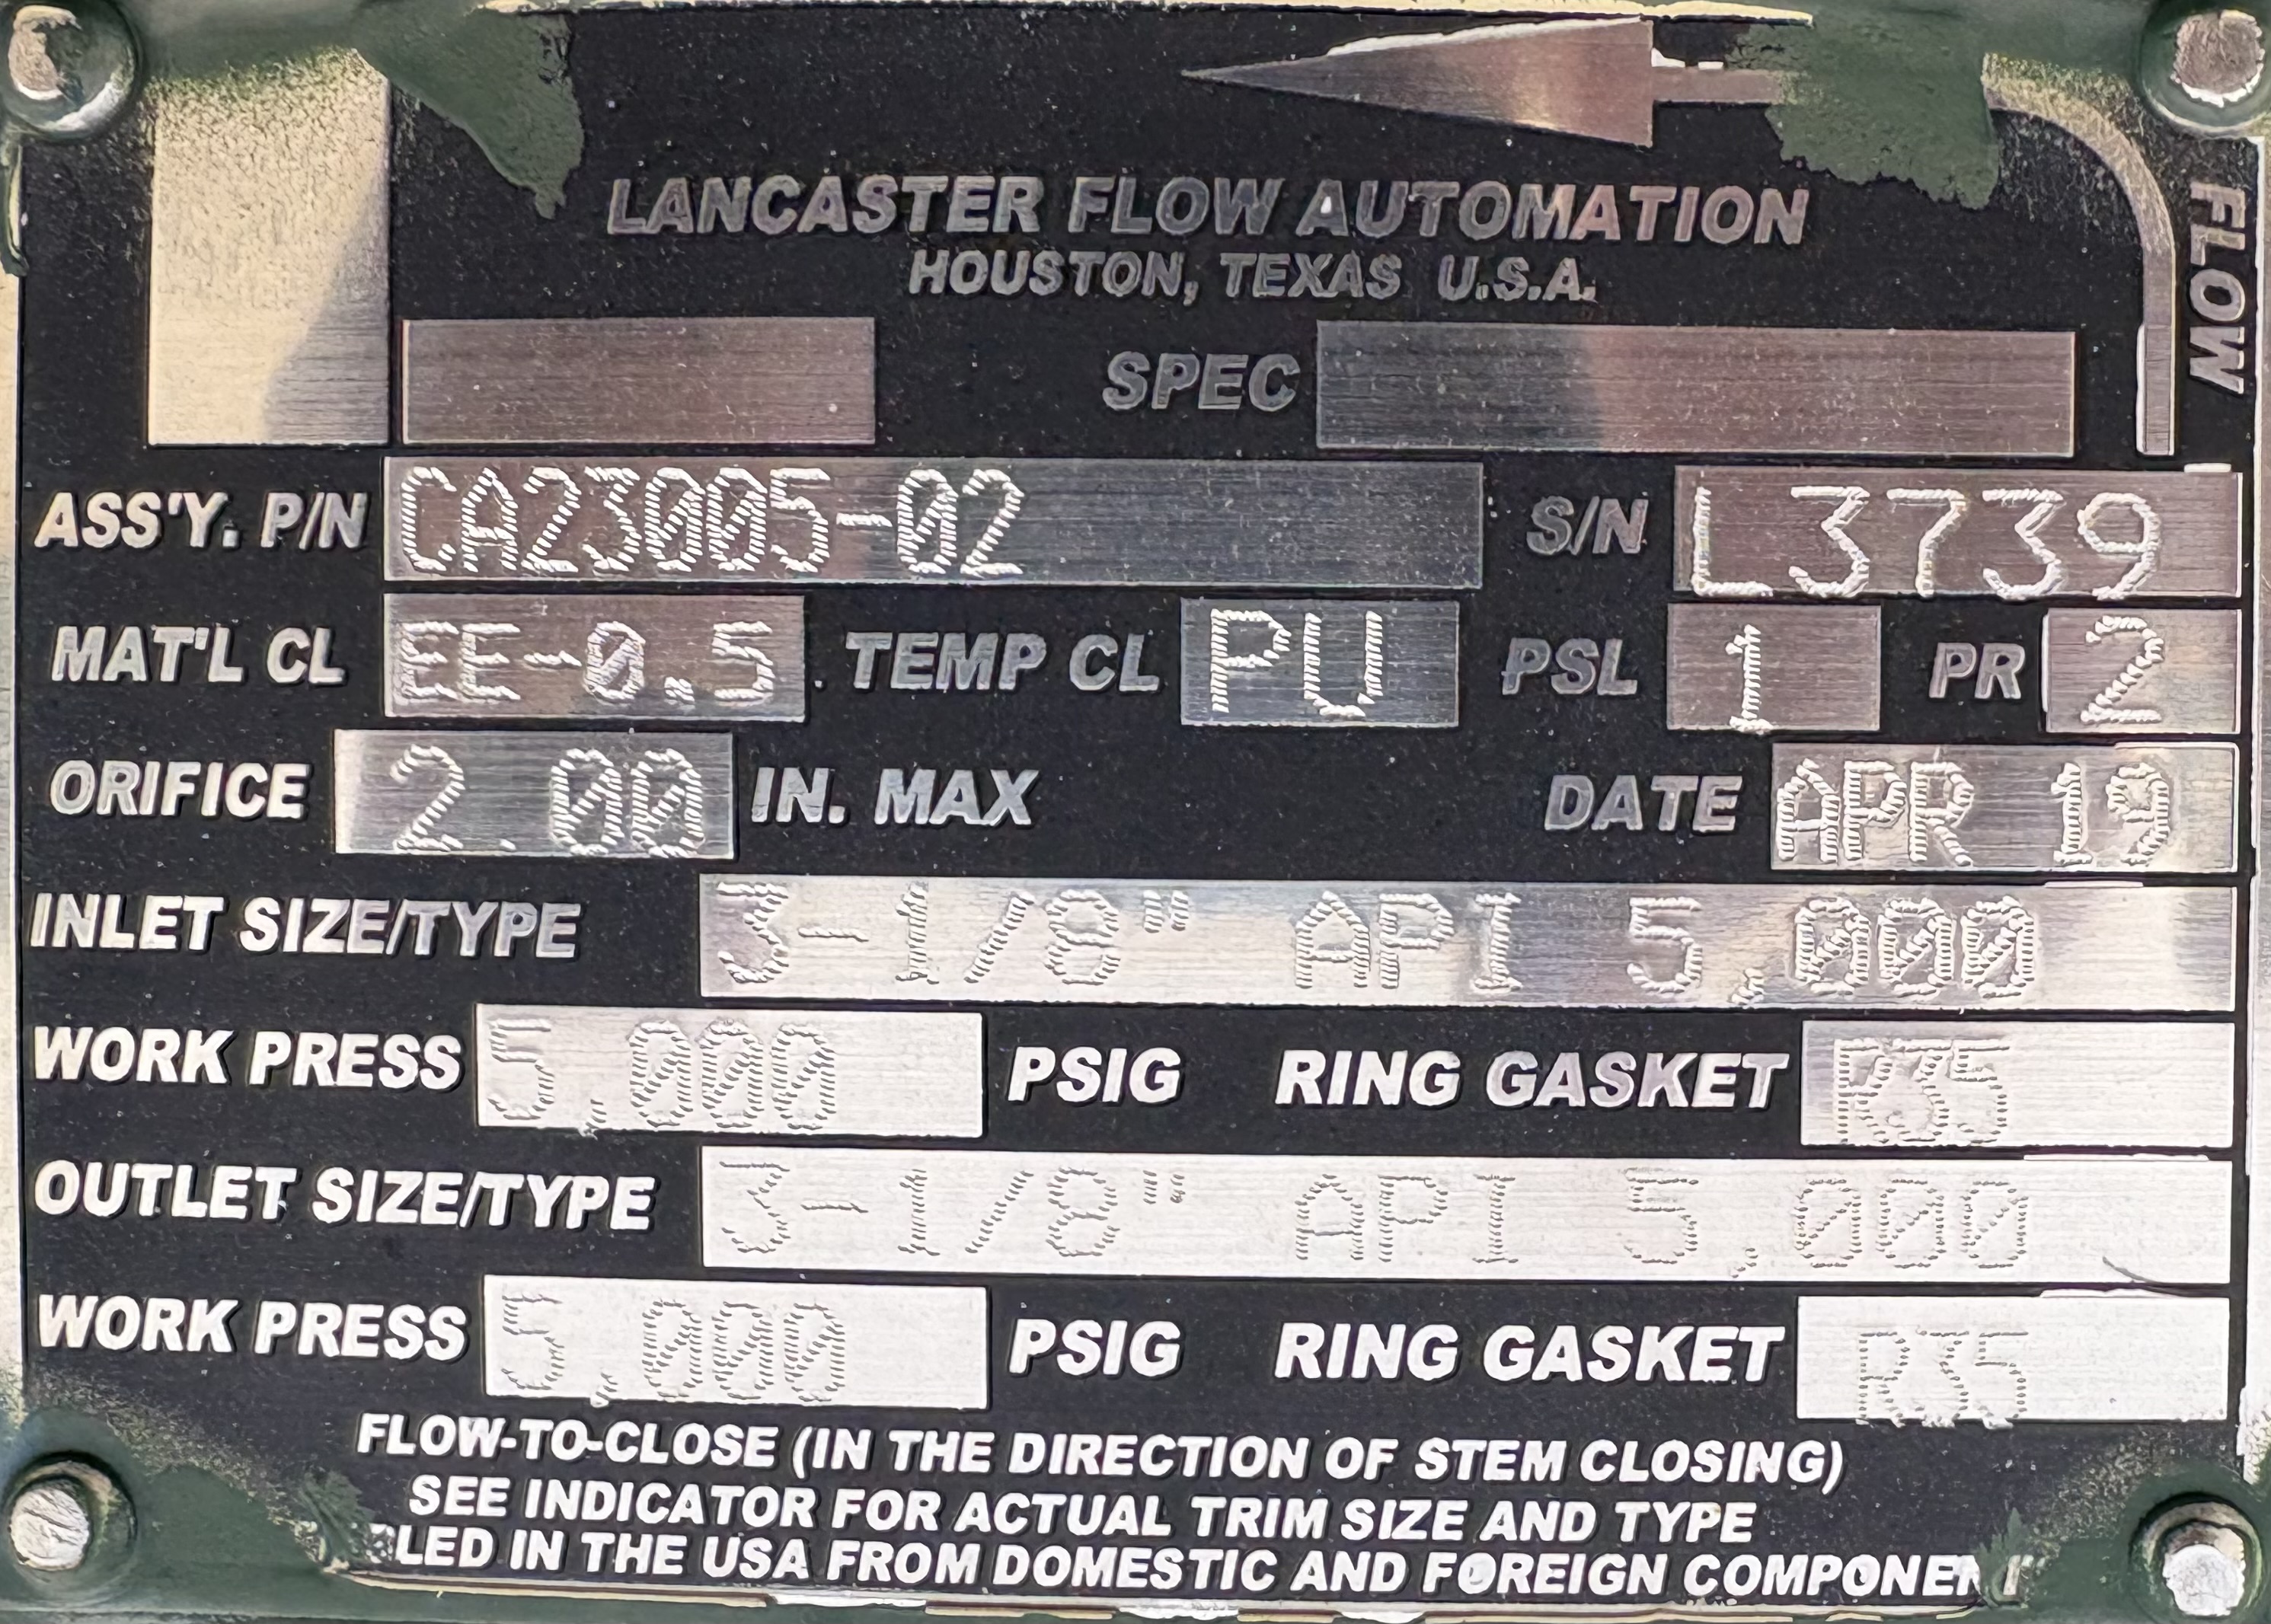 LANCASTER FLOW AUTOMATION
HOUSTON, TEXAS U.S.A.
FLOW
SPEC
ASS'Y. P/N CA23005-02 S/N L3739
MAT'L CL EE-0.5 TEMP CL PU PSL 1 PR 2
ORIFICE 2.00 IN. MAX DATE APR 19
INLET SIZE/TYPE 3-1/8" API 5,000
WORK PRESS 5,000 PSIG RING GASKET R35
OUTLET SIZE/TYPE 3-1/8" API 5,000
WORK PRESS 5,000 PSIG RING GASKET R35
FLOW-TO-CLOSE (IN THE DIRECTION OF STEM CLOSING)
SEE INDICATOR FOR ACTUAL TRIM SIZE AND TYPE
IN THE USA FROM DOMESTIC AND FOREIGN